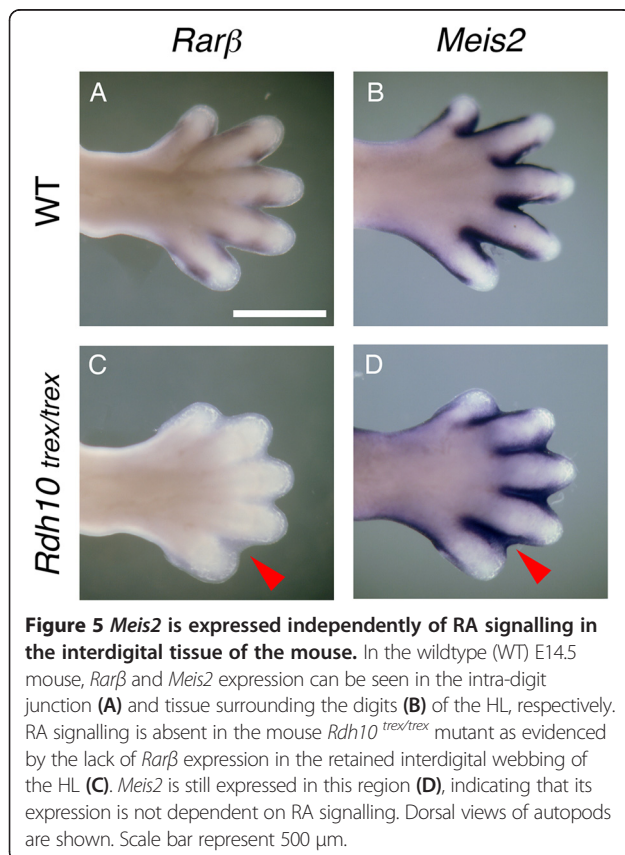 Rarβ Meis2
WT
A
B
Rdh10 trex/trex
C
D
Figure 5 Meis2 is expressed independently of RA signalling in
the interdigital tissue of the mouse. In the wildtype (WT) E14.5
mouse, Rarβ and Meis2 expression can be seen in the intra-digit
junction (A) and tissue surrounding the digits (B) of the HL, respectively.
RA signalling is absent in the mouse Rdh10 trex/trex mutant as evidenced
by the lack of Rarβ expression in the retained interdigital webbing of
the HL (C). Meis2 is still expressed in this region (D), indicating that its
expression is not dependent on RA signalling. Dorsal views of autopods
are shown. Scale bar represent 500 μm.